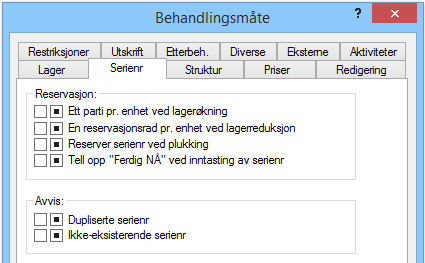 Behandlingsmåte
? ×
Restriksjoner Utskrift Etterbeh. Diverse Eksterne Aktiviteter
Lager Serienr Struktur Priser Redigering
Reservasjon:
Ett parti pr. enhet ved lagerøkning
En reservasjonsrad pr. enhet ved lagerreduksjon
Reserver serienr ved plukking
Tell opp "Ferdig NÅ" ved inntasting av serienr
Avvis:
Dupliserte serienr
Ikke-eksisterende serienr